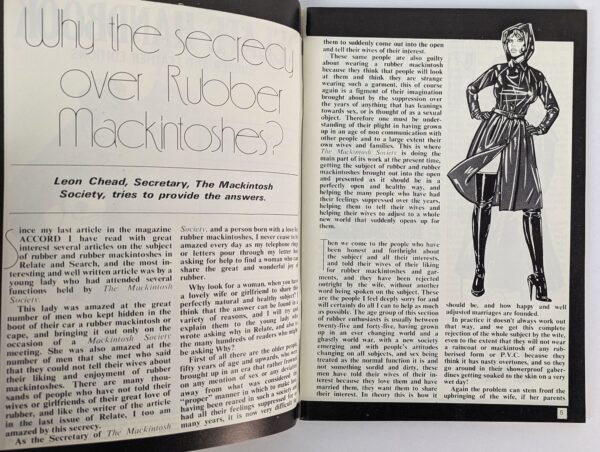 Why the secrecy
over Rubber
Mackintoshes?
Leon Chead, Secretary, The Mackintosh
Society, tries to provide the answers.
Since my last article in the magazine
ACCORD I have read with great
interest several articles on the subject
of rubber and rubber mackintoshes in
Relate and Search, and the most in-
teresting and well written article was by a
young lady who had attended several
functions held by The Mackintosh
Society.
This lady was amazed at the great
number of men who kept hidden in the
boot of their car a rubber mackintosh or
cape, and bringing it out only on the
occasion of a Mackintosh Society
meeting. She was also amazed at the
number of men that she met who said
that they could not tell their wives about
their liking and enjoyment of rubber
mackintoshes. There are many thou-
sands of people who have not told their
wives or girlfriends of their great love of
rubber, and like the writer of the article
in the last issue of Relate, I too am
amazed by this secrecy.
As the Secretary of The Mackintosh
Society, and a person born with a love for
rubber mackintoshes, I never cease to be
amazed every day as my telephone rings
or letters pour through my letter box
asking for help to find a woman who can
share the great and wonderful joy of
rubber.
Why look for a woman, when you have
a lovely wife or girlfriend to share this
perfectly natural and healthy subject? I
think that the answer can be found in a
variety of reasons, and I will try and
explain them to the young lady who
wrote asking why in Relate, and also to
the many hundreds of readers who might
be asking Why?
First of all there are the older people,
fifty years of age and upwards, who were
brought up in an era that rather frowned
on any mention of sex or any deviation
away from what was considered the
"proper" manner in which to make love,
having been reared in such a society and
had all their feelings suppressed for so
many years, it is now very difficult for
them to suddenly come out into the open
and tell their wives of their interest.
These same people are also guilty
about wearing a rubber mackintosh
because they think that people will look
at them and think they are strange
wearing such a garment, this of course
again is a figment of their imagination
brought about by the suppression over
the years of anything that has leanings
towards sex, or is thought of as a sexual
object. Therefore one must be under-
standing of their plight in having grown
up in an age of non communication with
other people and to a large extent their
own wives and families. This is where
The Mackintosh Society is doing the
main part of its work at the present time,
getting the subject of rubber and rubber
mackintoshes brought out into the open
and presented as it should be in a
perfectly open and healthy way, and
helping the many people who have had
their feelings suppressed over the years,
helping them to tell their wives and
helping their wives to adjust to a whole
new world that suddenly opens up for
them.
Then we come to the people who have
been honest and forthright about
the subject and all their interests,
and told their wives of their liking
for rubber mackintoshes and gar-
ments, and they have been rejected
outright by the wife, without another
word being spoken on the subject. These
are the people I feel deeply sorry for and
will certainly do all I can to help as much
as possible. The age group of this section
of rubber enthusiasts is usually between
twenty-five and forty-five, having grown
up in an ever changing world and a
ghastly world war, with a new society
emerging and with people's attitudes
changing on all subjects, and sex being
treated as the normal function it is and
not something sordid and dirty, these
men have told their wives of their in-
terest because they love them and have
married them, they want them to share
their interest. In theory this is how it
should be, and how happy and well
adjusted marriages are founded.
In practice it doesn't always work out
that way, and we get this complete
rejection of the whole subject by the wife,
even to the extent that they will not wear
a raincoat or mackintosh of any rub-
berised form or P.V.C. because they
think it has nasty overtones, and so they
go around in their showerproof gaber-
dines getting soaked to the skin on a very
wet day!
Again the problem can stem from the
upbringing of the wife, if her parents
5